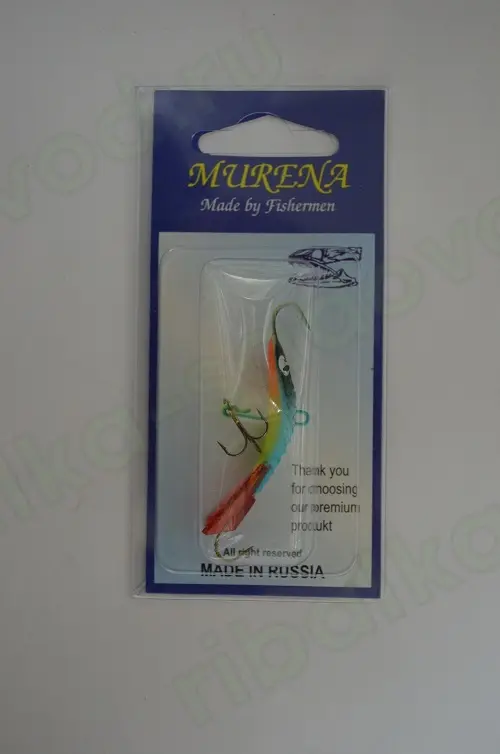 MURENA
Made by Fishermen
Thank you
for choosing
our premium
produkt
All right reserved
MADE IN RUSSIA